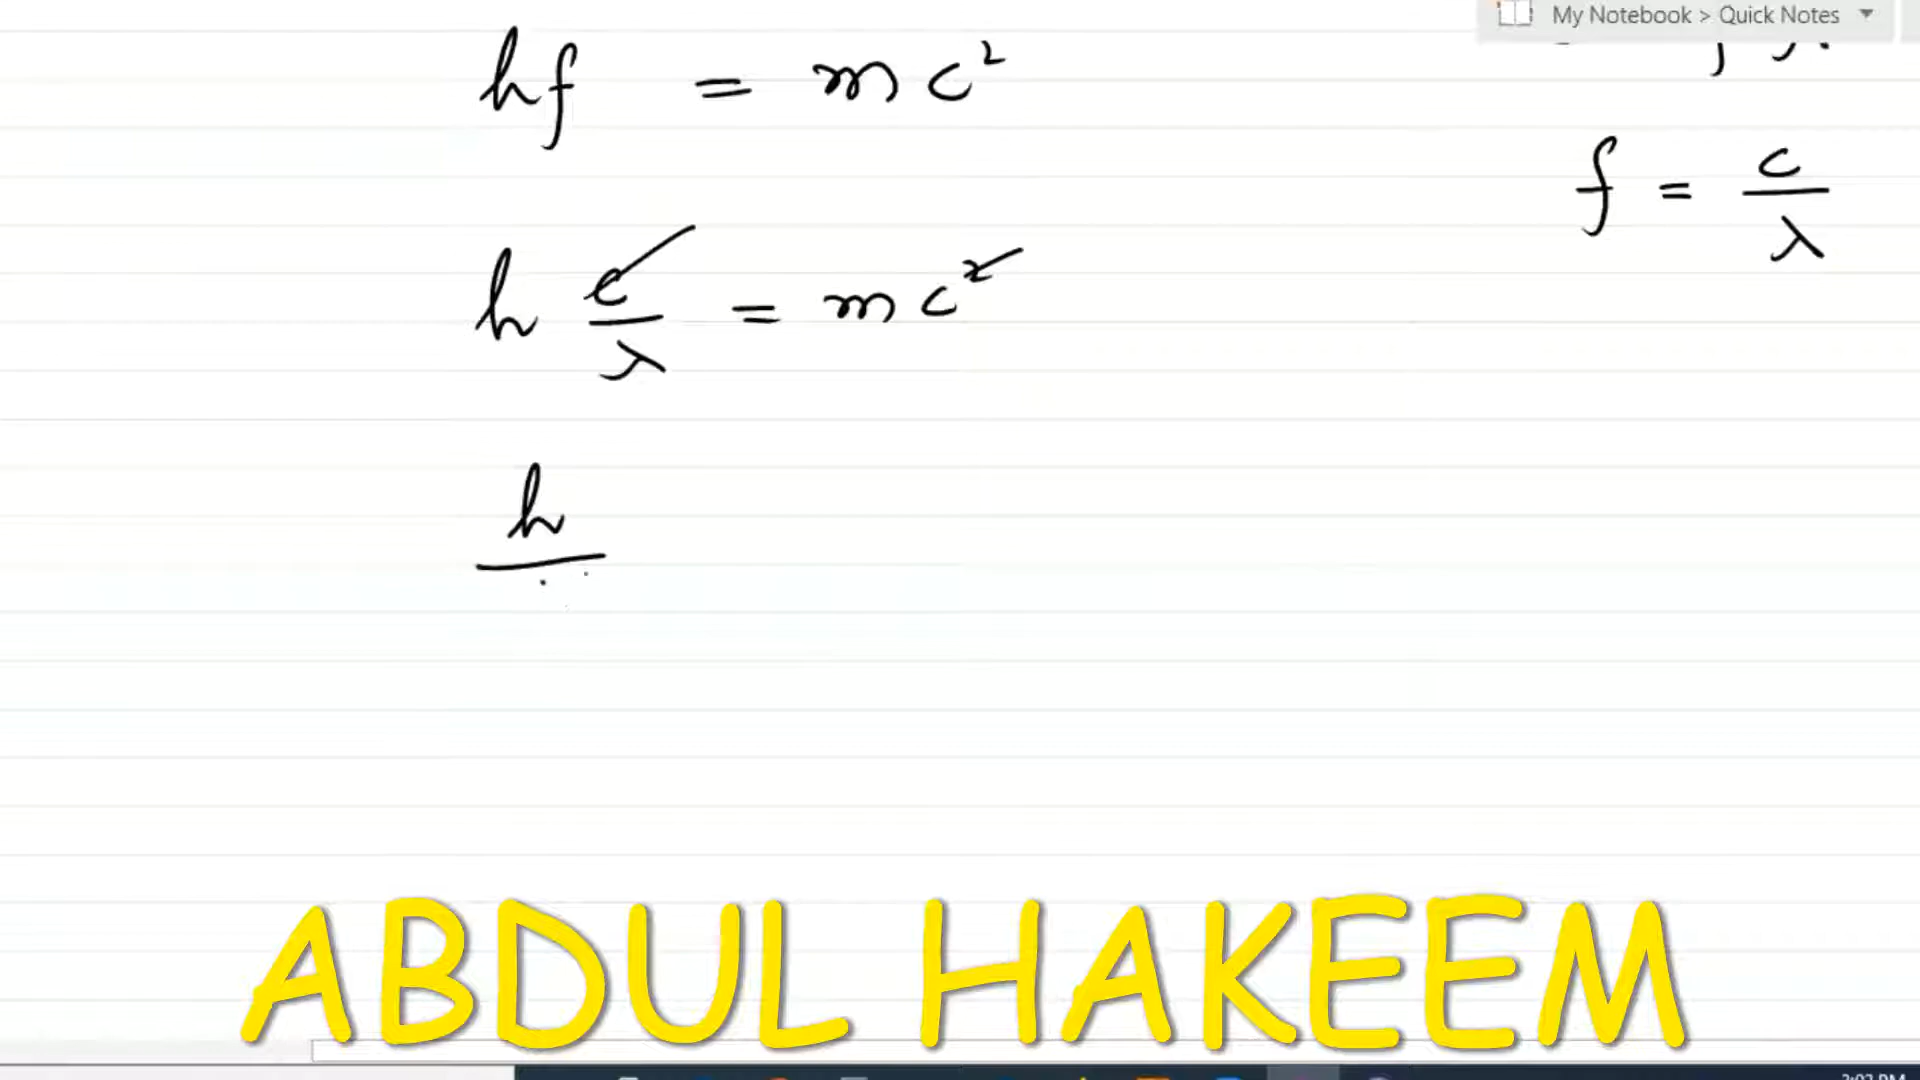 My Notebook > Quick Notes
hf = mc²
f = c/λ
h c/λ = mc²
h
ABDUL HAKEEM